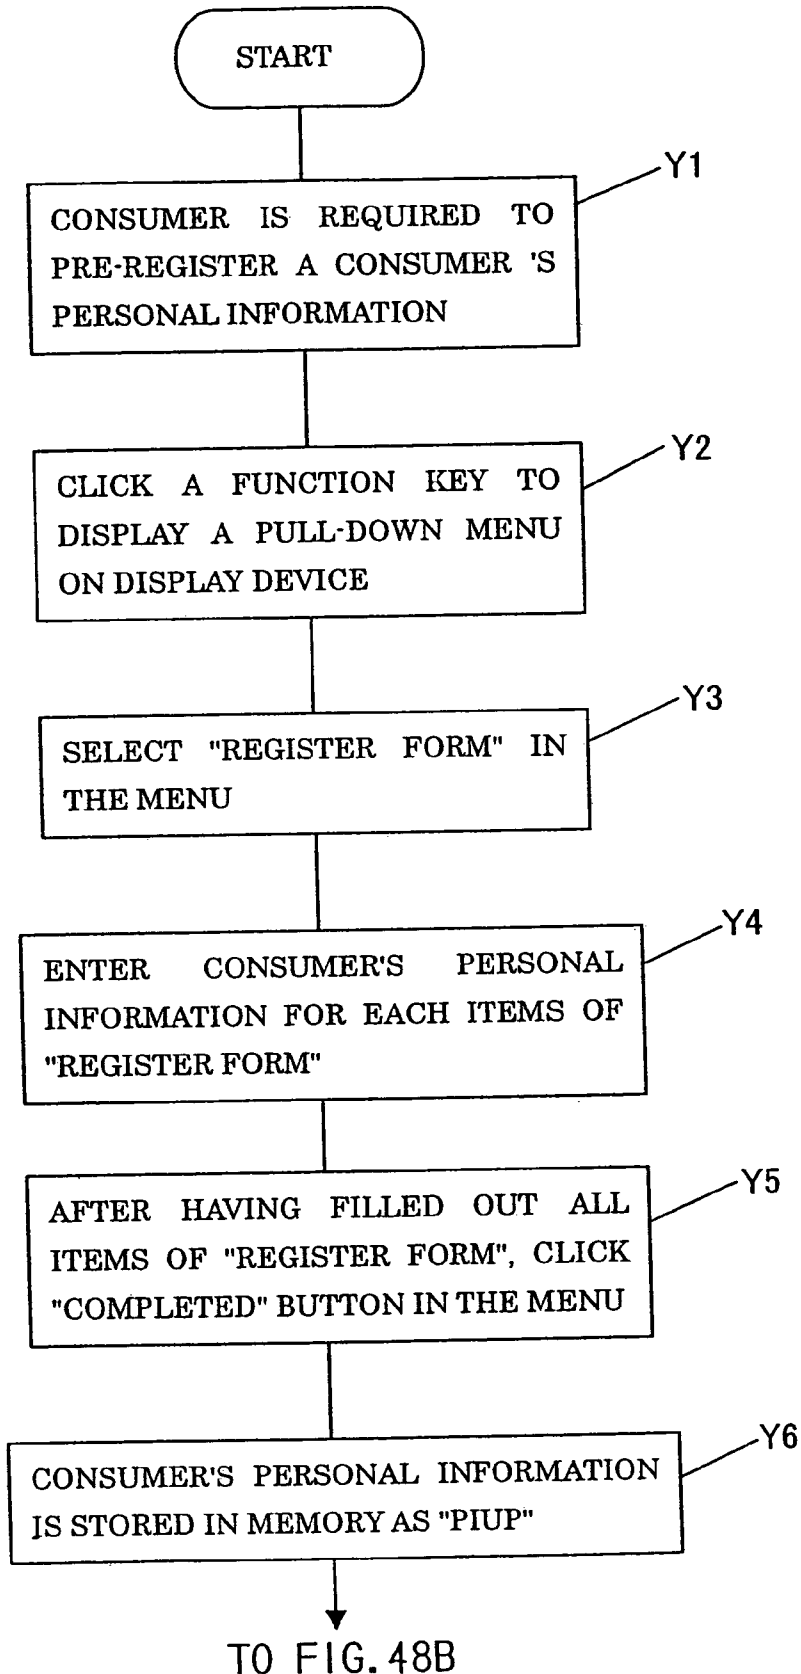 START
Y1
CONSUMER IS REQUIRED TO
PRE-REGISTER A CONSUMER 'S
PERSONAL INFORMATION
Y2
CLICK A FUNCTION KEY TO
DISPLAY A PULL-DOWN MENU
ON DISPLAY DEVICE
Y3
SELECT "REGISTER FORM" IN
THE MENU
Y4
ENTER CONSUMER'S PERSONAL
INFORMATION FOR EACH ITEMS OF
"REGISTER FORM"
Y5
AFTER HAVING FILLED OUT ALL
ITEMS OF "REGISTER FORM", CLICK
"COMPLETED" BUTTON IN THE MENU
Y6
CONSUMER'S PERSONAL INFORMATION
IS STORED IN MEMORY AS "PIUP"
TO FIG. 48B